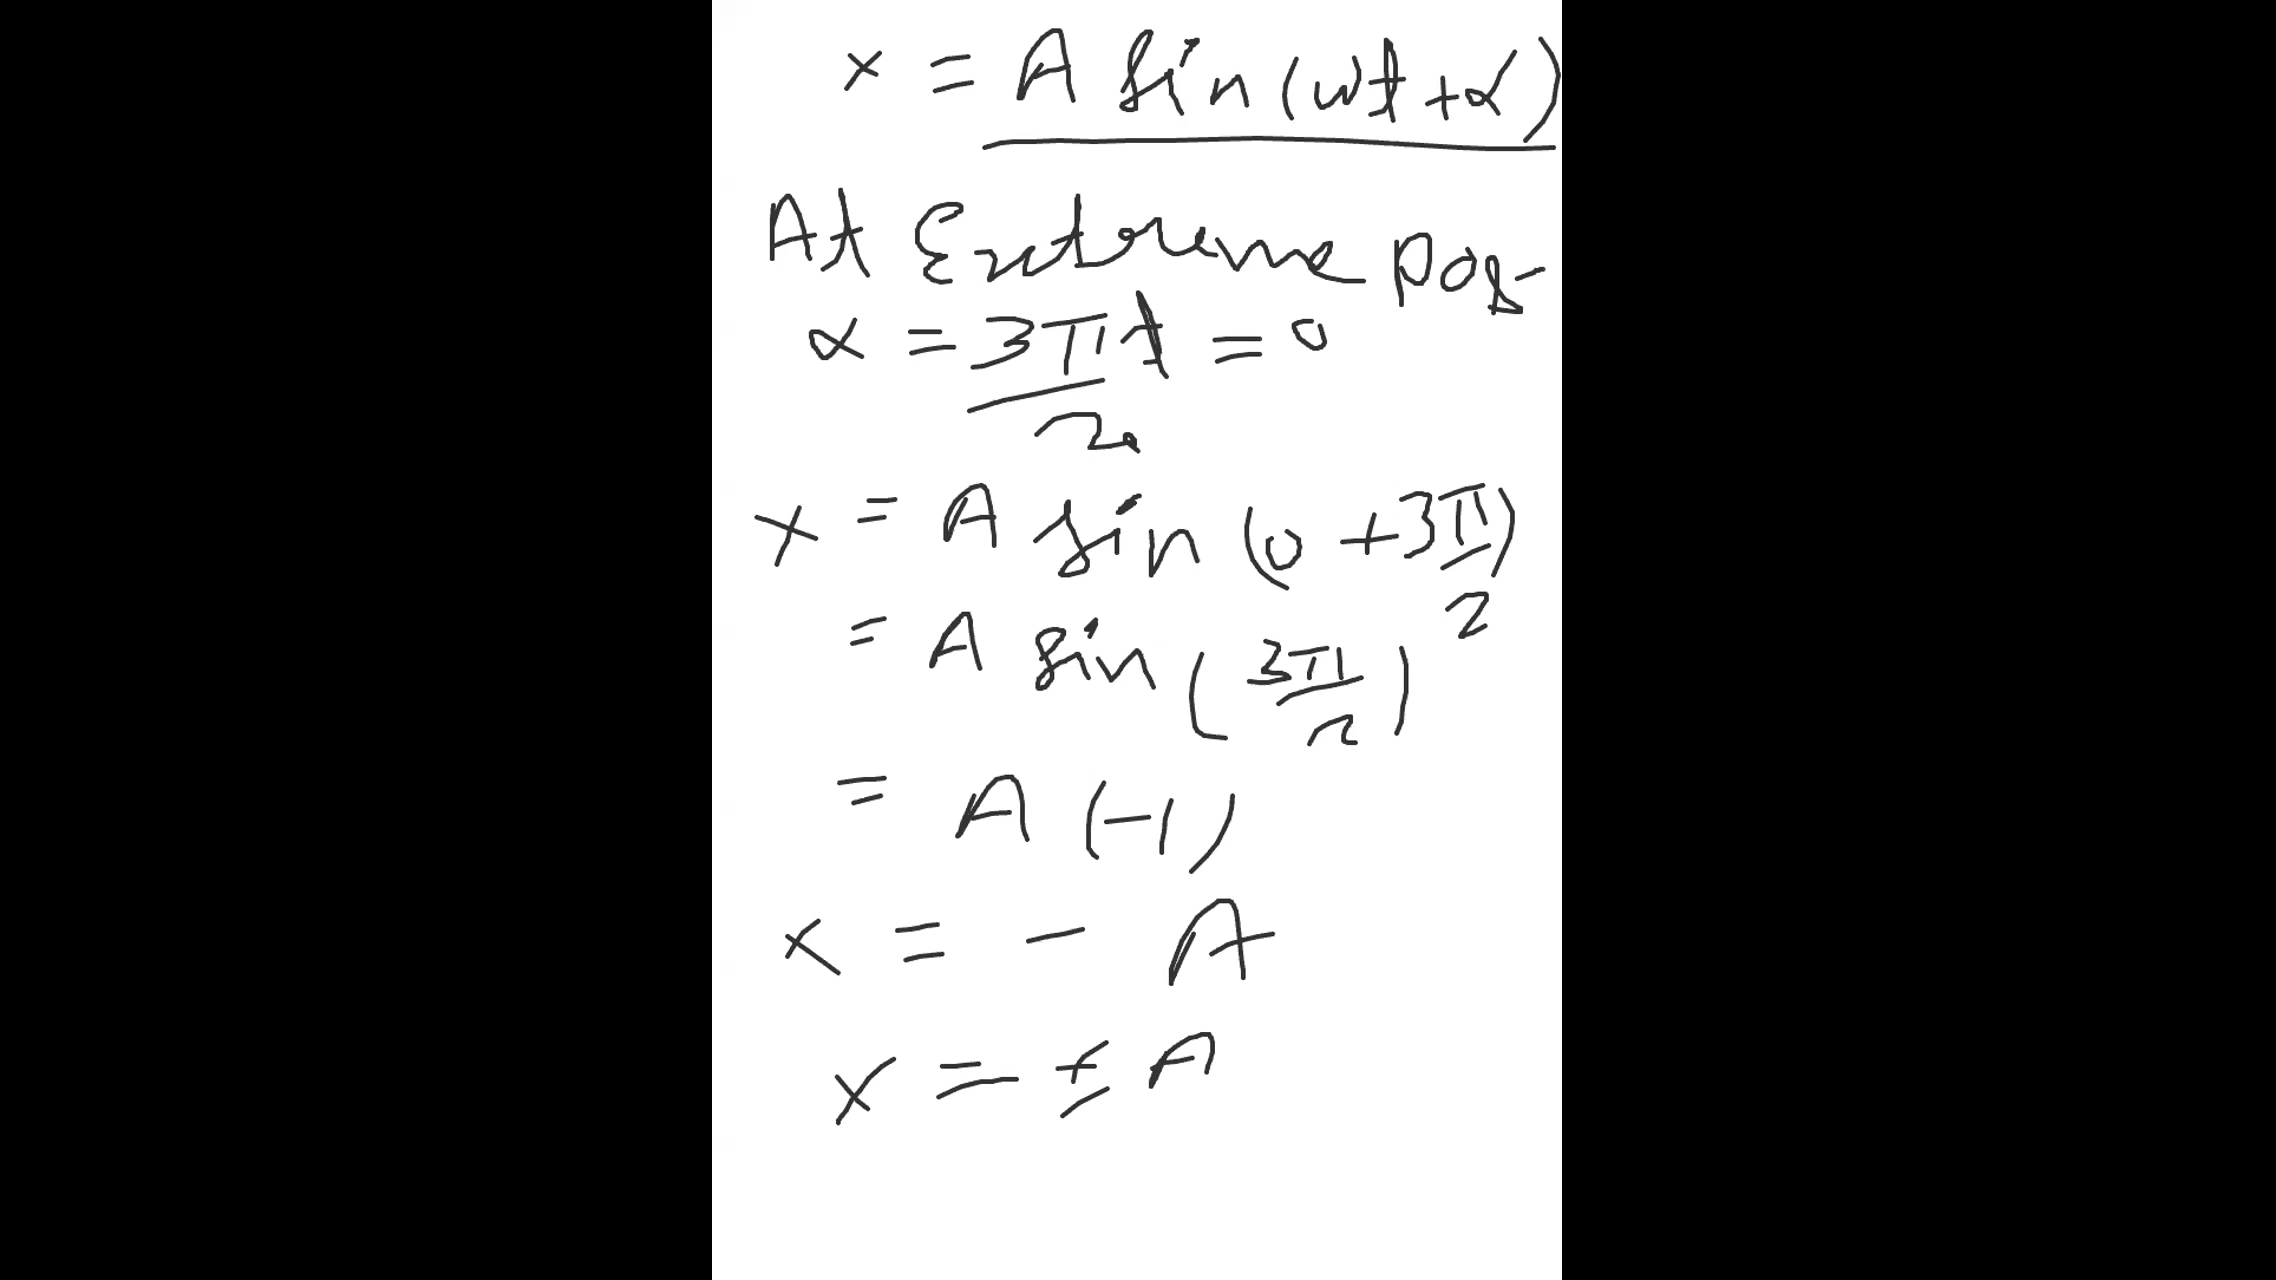 x = A sin(ωt + α)
At Extreme pos-
α = 3π/2 t = 0
x = A sin(0 + 3π/2)
= A sin(3π/2)
= A (-1)
x = - A
x = ± A